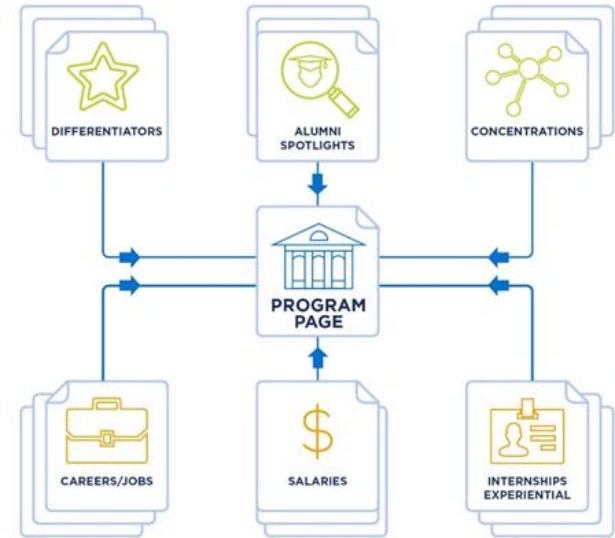 DIFFERENTIATORS
ALUMNI
SPOTLIGHTS
CONCENTRATIONS
PROGRAM
PAGE
CAREERS/JOBS
$
SALARIES
INTERNSHIPS
EXPERIENTIAL